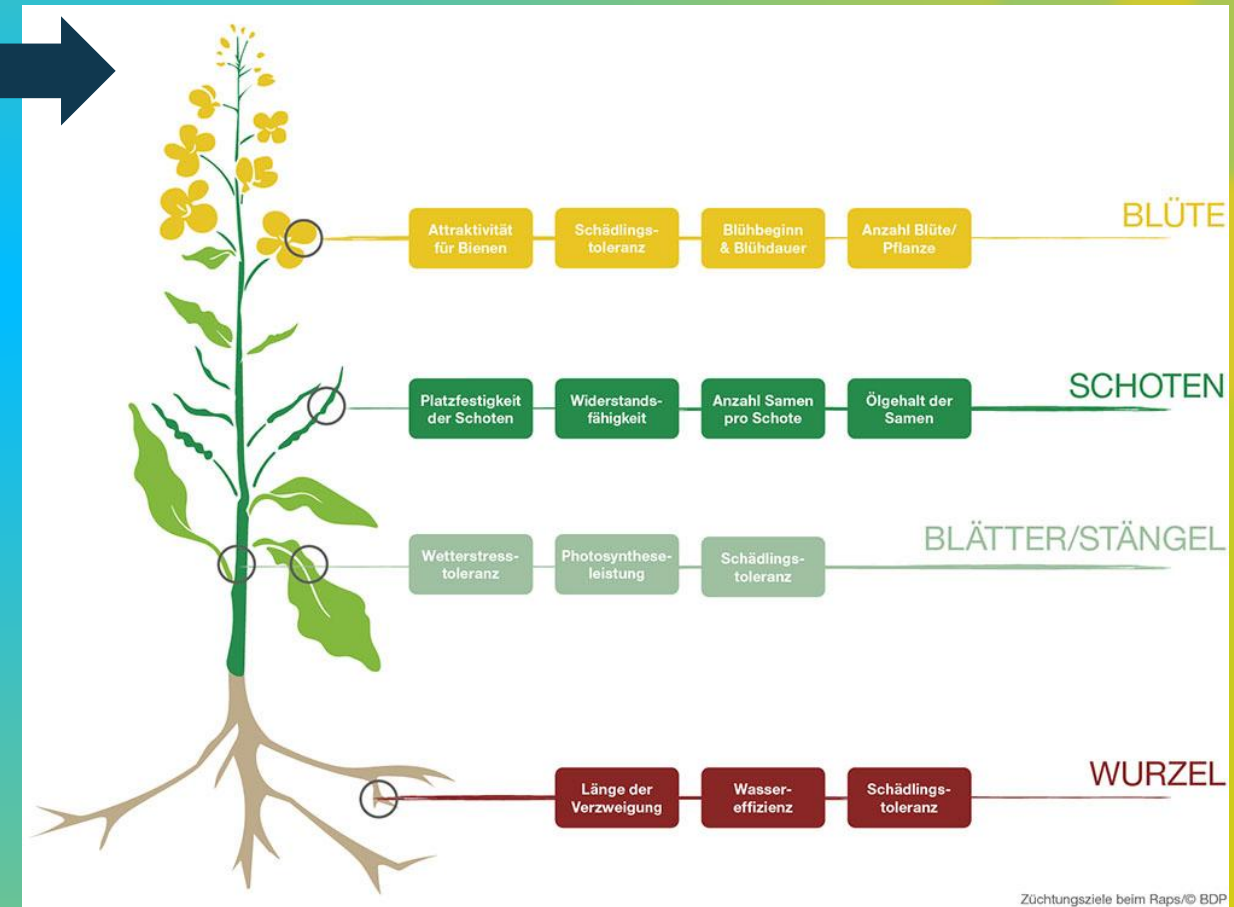 BLÜTE
Attraktivität
für Bienen
Schädlings-
toleranz
Blühbeginn
& Blühdauer
Anzahl Blüte/
Pflanze
SCHOTEN
Platzfestigkeit
der Schoten
Widerstands-
fähigkeit
Anzahl Samen
pro Schote
Ölgehalt der
Samen
BLÄTTER/STÄNGEL
Wetterstress-
toleranz
Photosynthese-
leistung
Schädlings-
toleranz
WURZEL
Länge der
Verzweigung
Wasser-
effizienz
Schädlings-
toleranz
Züchtungsziele beim Raps/© BDP